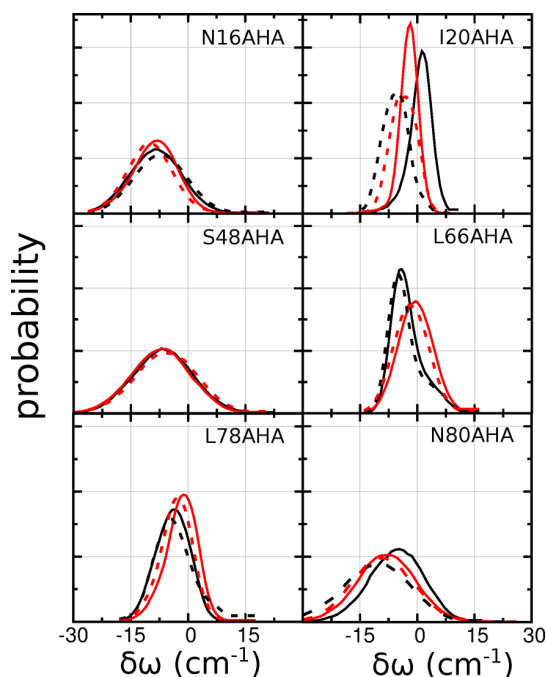 N16AHA I20AHA
S48AHA L66AHA
L78AHA N80AHA
probability
-30 -15 0 -15 0 15 30
δω (cm⁻¹) δω (cm⁻¹)